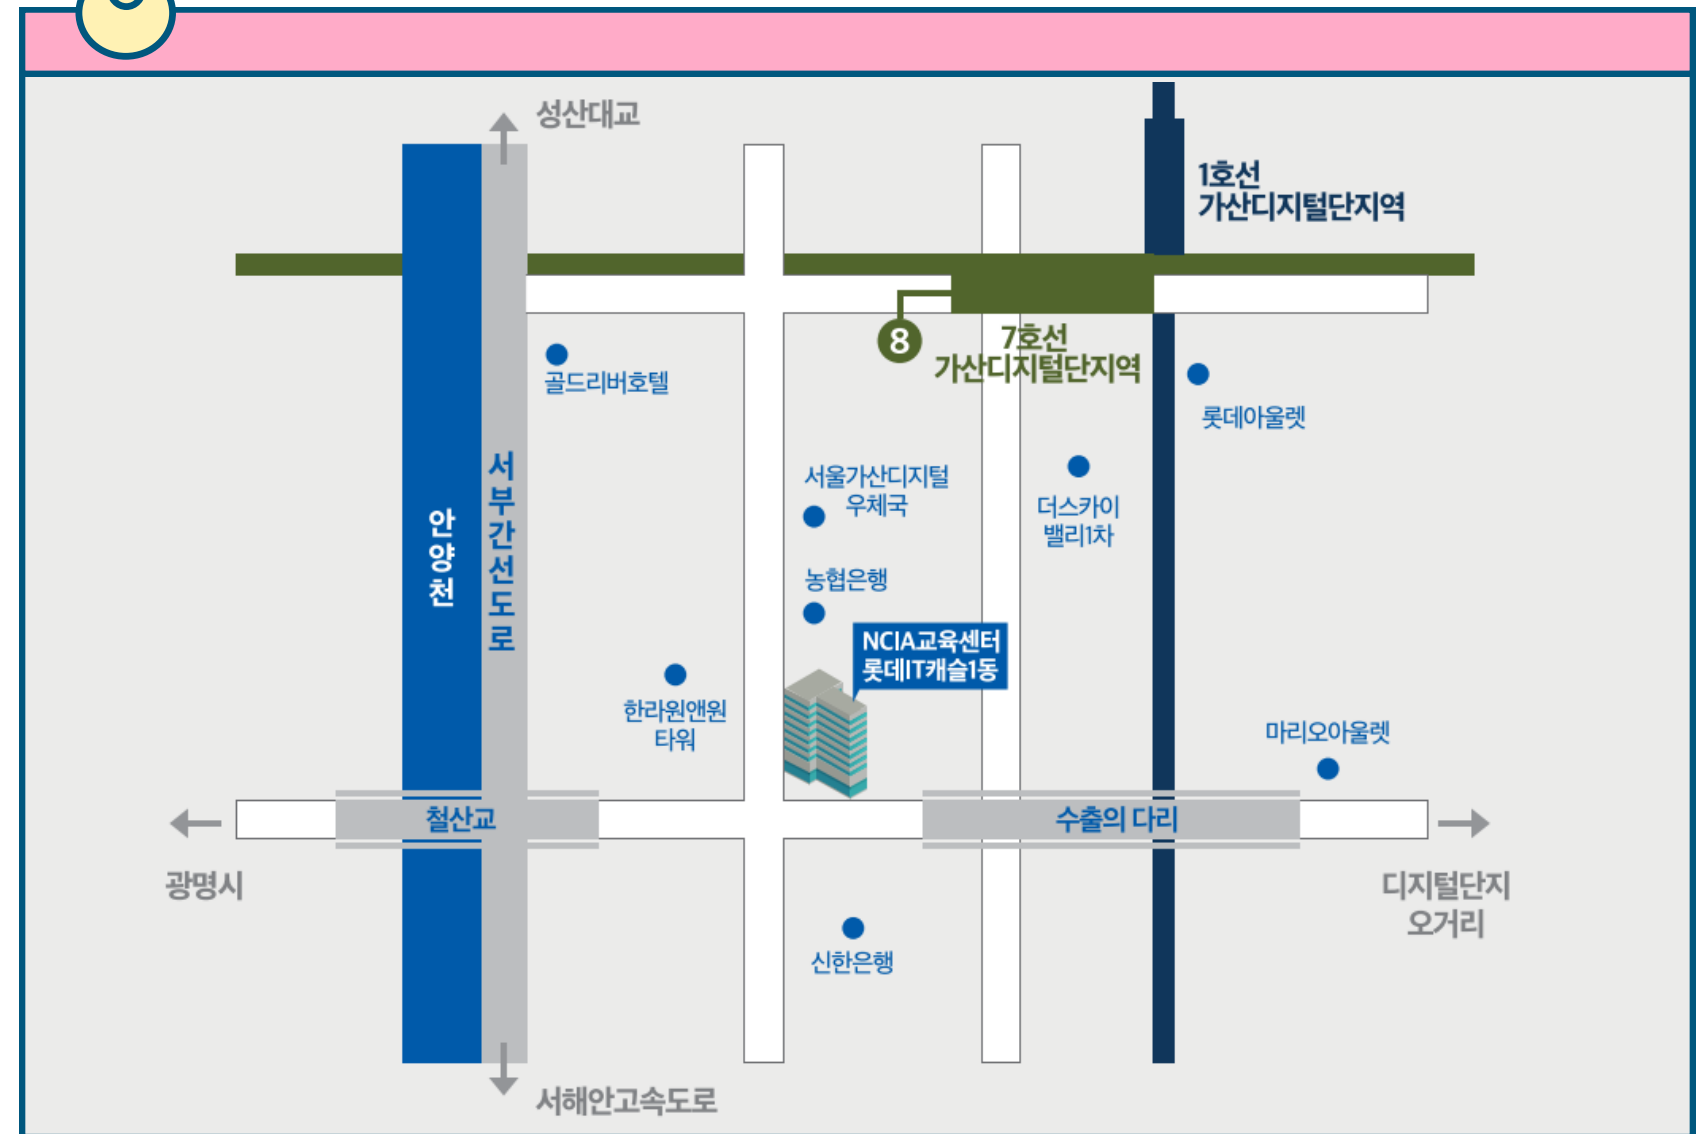 성산대교
1호선
가산디지털단지역
8
7호선
가산디지털단지역
골드리버호텔
롯데아울렛
서부간선도로
안양천
서울가산디지털
우체국
더스카이
밸리1차
농협은행
NCIA교육센터
롯데IT캐슬1동
한라원앤원
타워
마리오아울렛
철산교
수출의 다리
광명시
디지털단지
오거리
신한은행
서해안고속도로